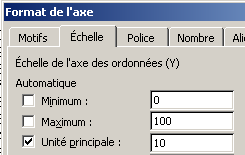 Format de l'axe
Motifs Échelle Police Nombre
Échelle de l'axe des ordonnées (Y)
Automatique
Minimum : 0
Maximum : 100
Unité principale : 10